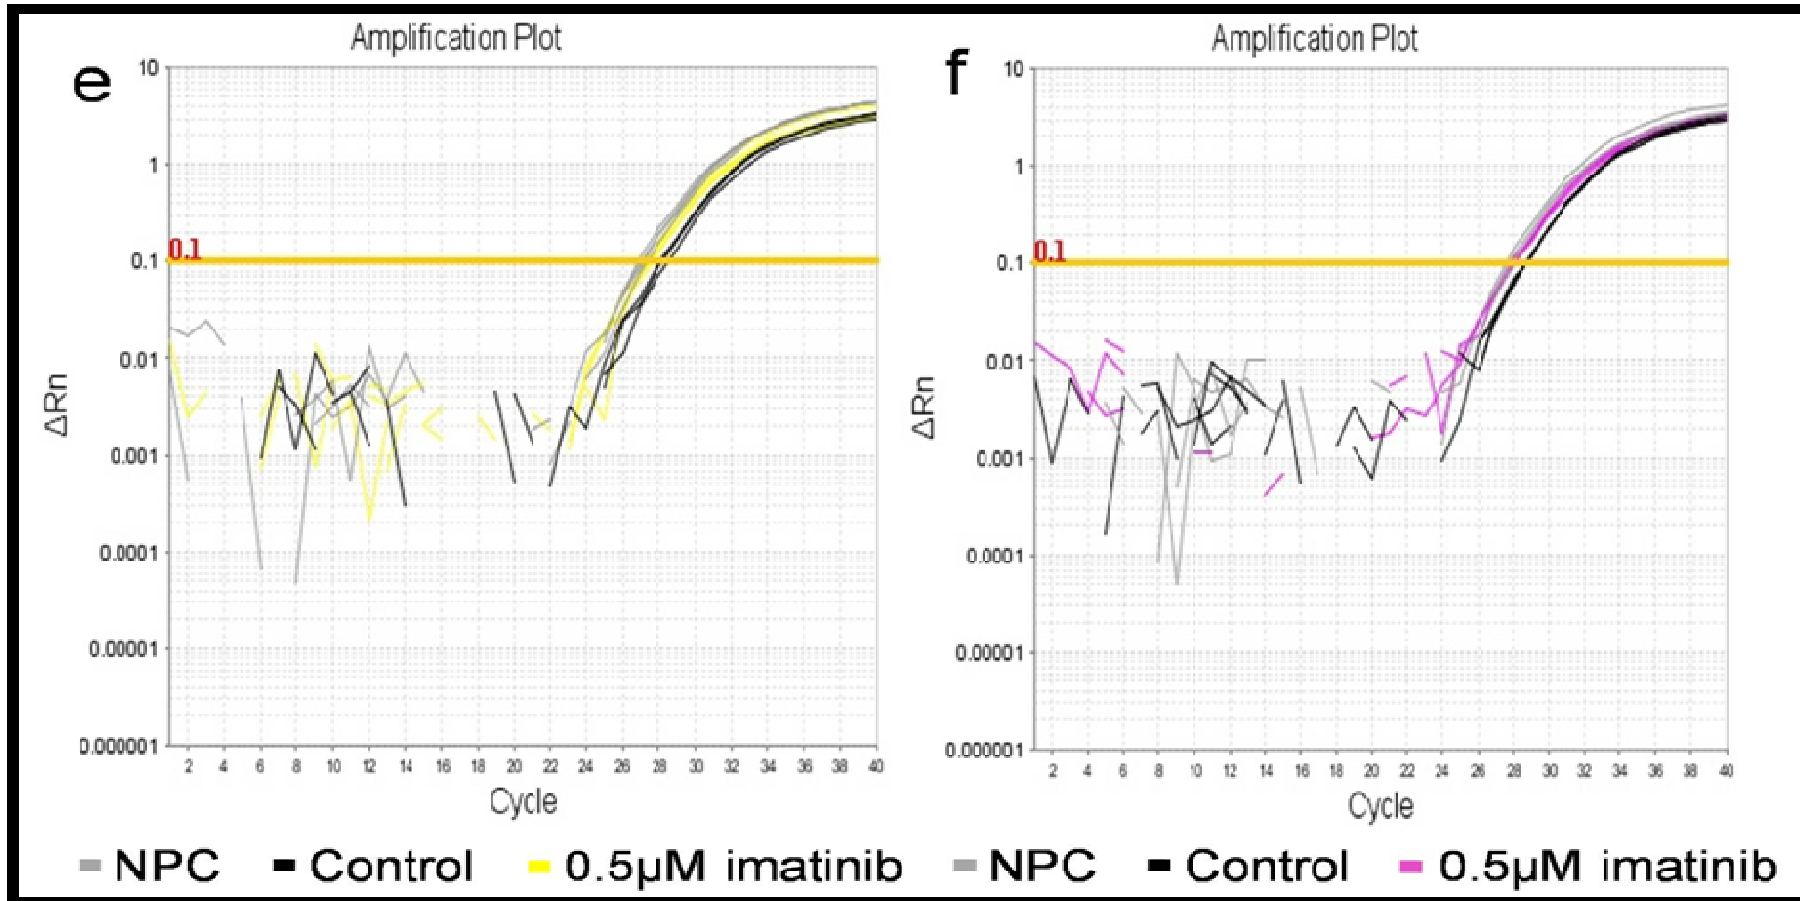 Amplification Plot
e
10
1
0.1
0.1
0.01
0.001
0.0001
0.00001
0.000001
ΔRn
2 4 6 8 10 12 14 16 18 20 22 24 26 28 30 32 34 36 38 40
Cycle
NPC Control 0.5µM imatinib
Amplification Plot
f
10
1
0.1
0.1
0.01
0.001
0.0001
0.00001
0.000001
ΔRn
2 4 6 8 10 12 14 16 18 20 22 24 26 28 30 32 34 36 38 40
Cycle
NPC Control 0.5µM imatinib